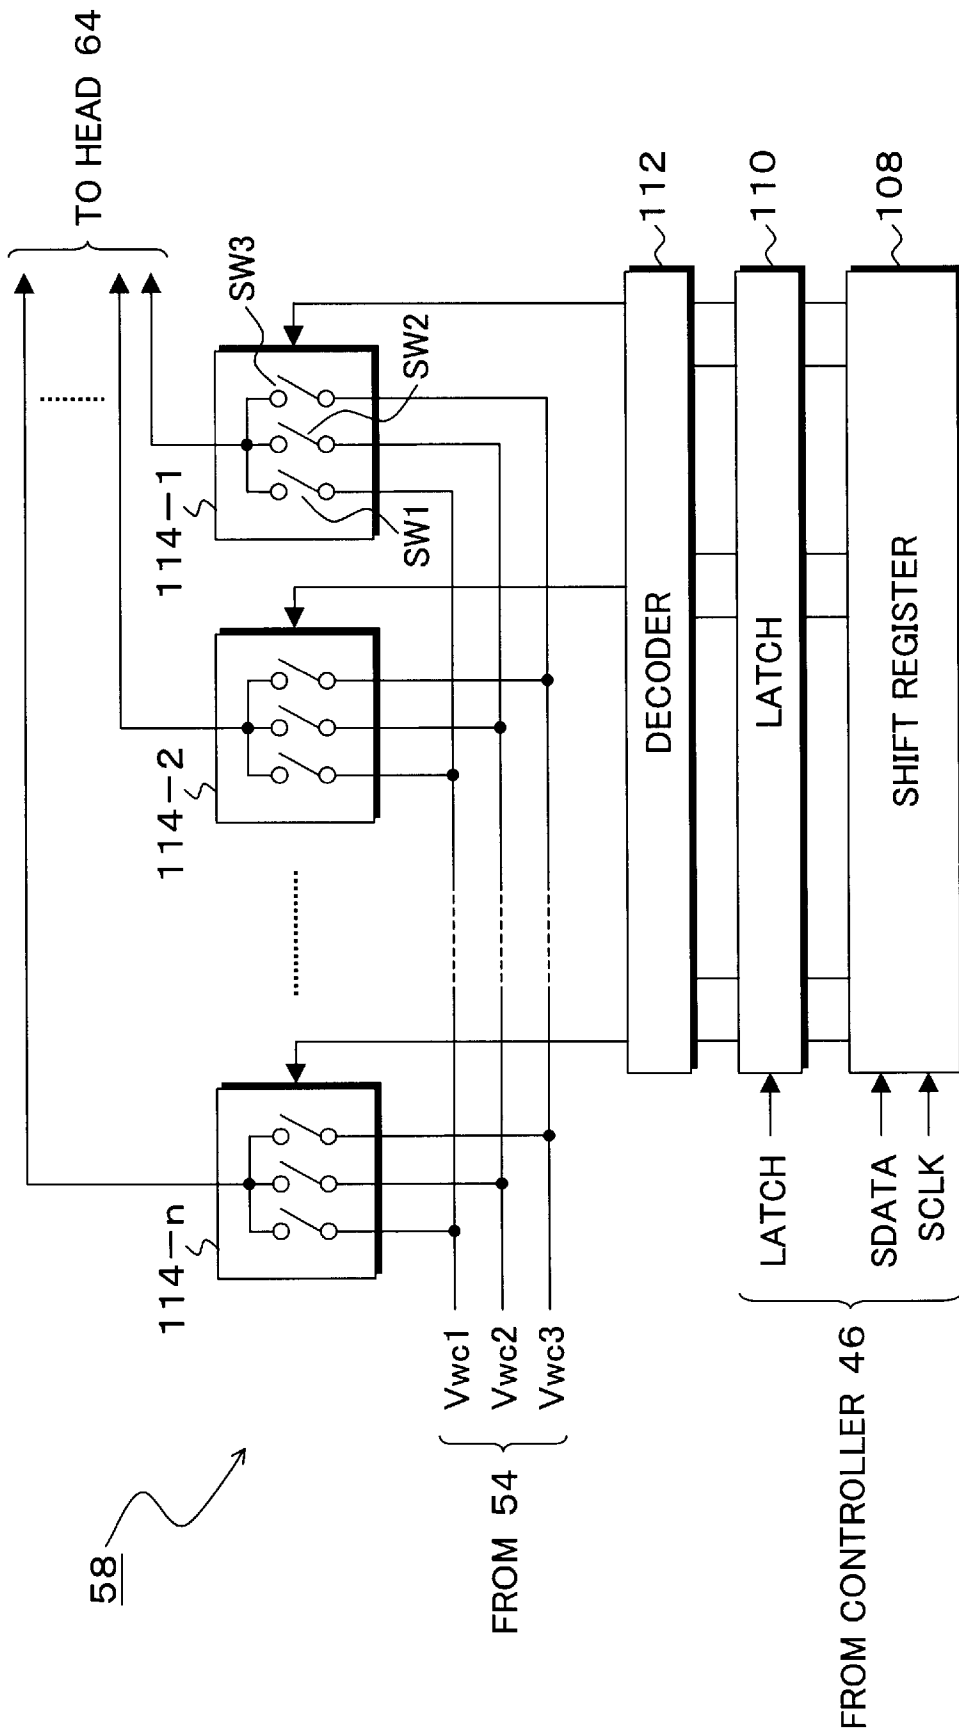 58
TO HEAD 64
114-n
114-2
114-1
SW1
SW2
SW3
FROM 54
Vwc1
Vwc2
Vwc3
DECODER
112
LATCH
LATCH
110
SHIFT REGISTER
108
SDATA
SCLK
FROM CONTROLLER 46